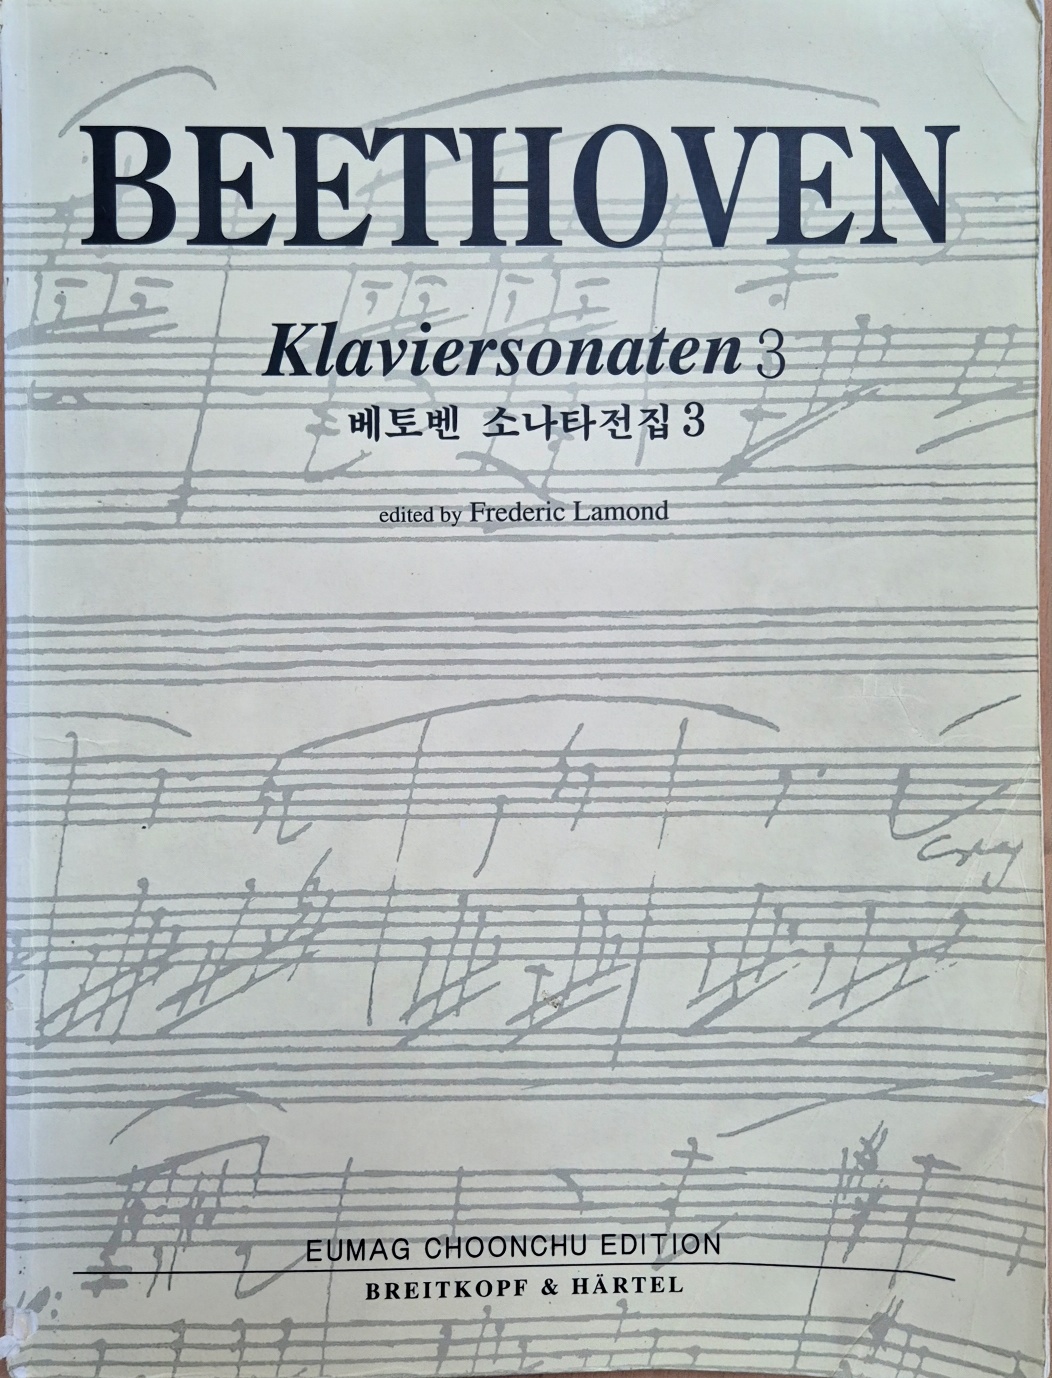 BEETHOVEN
Klaviersonaten 3
베토벤 소나타전집 3
edited by Frederic Lamond
EUMAG CHOONCHU EDITION
BREITKOPF & HÄRTEL